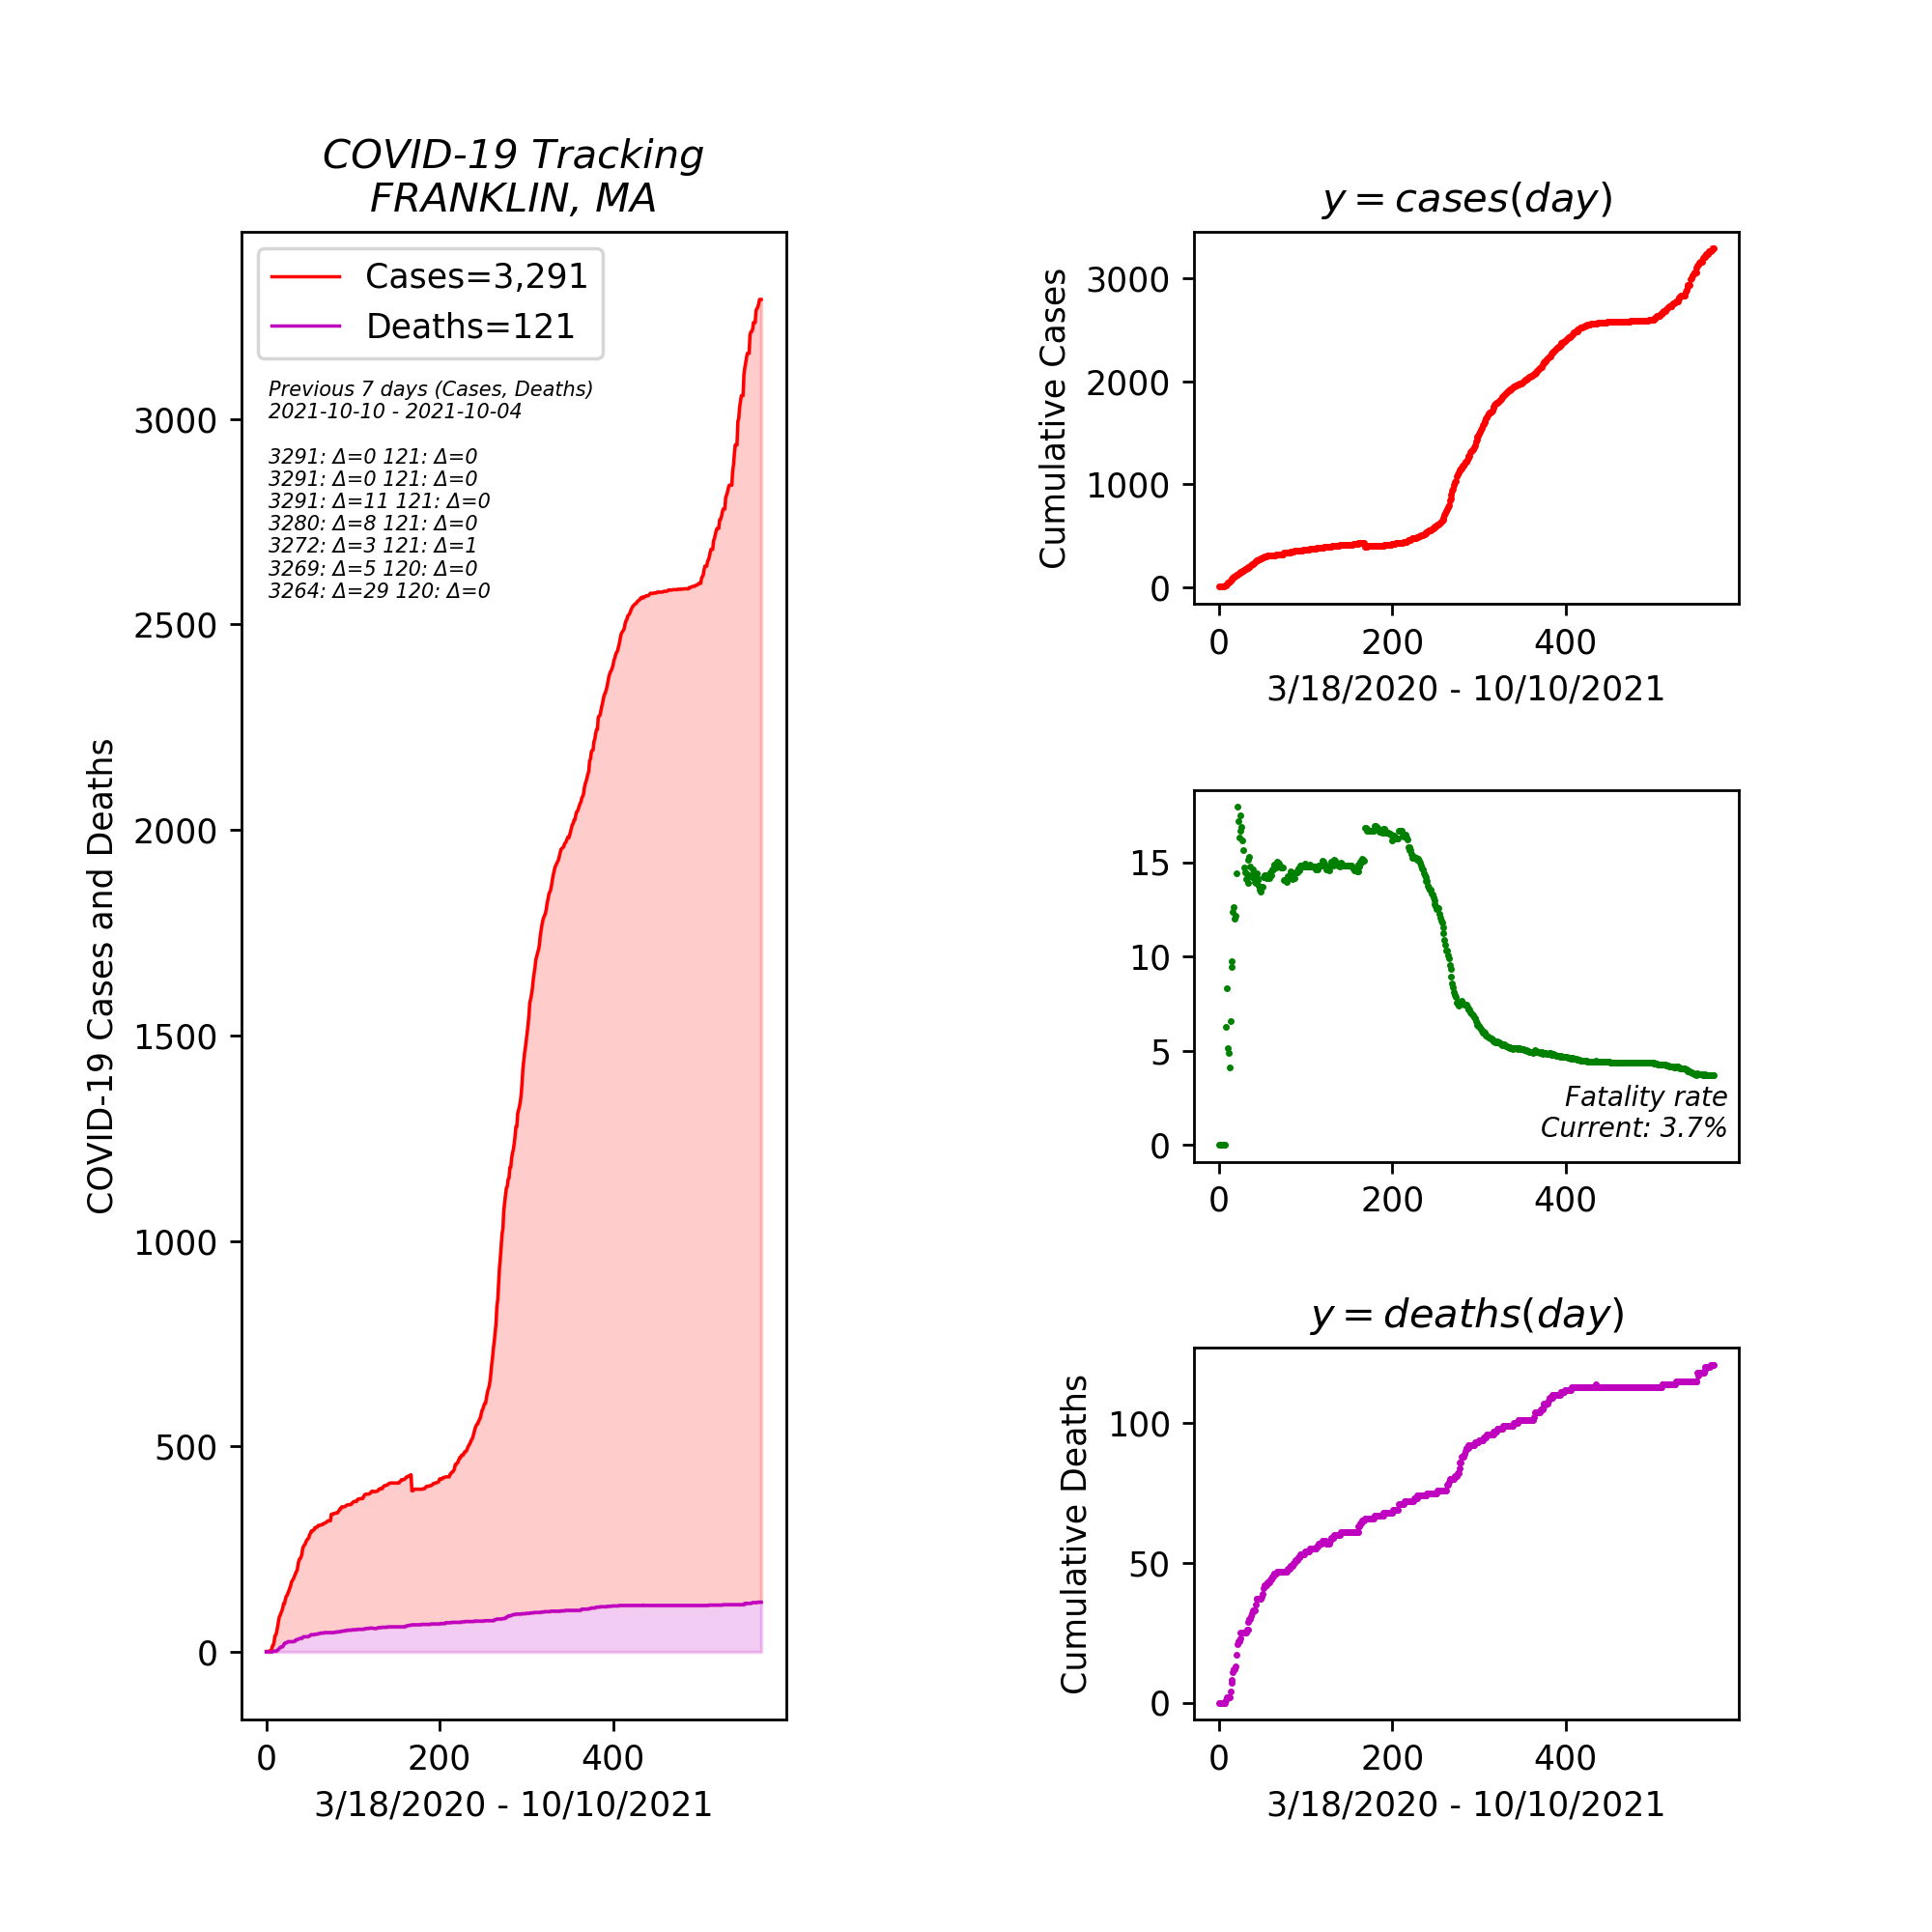 COVID-19 Tracking
FRANKLIN, MA
Cases=3,291
Deaths=121
Previous 7 days (Cases, Deaths)
2021-10-10 - 2021-10-04
3291: Δ=0 121: Δ=0
3291: Δ=0 121: Δ=0
3291: Δ=11 121: Δ=0
3280: Δ=8 121: Δ=0
3272: Δ=3 121: Δ=1
3269: Δ=5 120: Δ=0
3264: Δ=29 120: Δ=0
COVID-19 Cases and Deaths
3000
2500
2000
1500
1000
500
0
0 200 400
3/18/2020 - 10/10/2021
y = cases(day)
Cumulative Cases
3000
2000
1000
0
0 200 400
3/18/2020 - 10/10/2021
15
10
5
0
Fatality rate
Current: 3.7%
0 200 400
y = deaths(day)
Cumulative Deaths
100
50
0
0 200 400
3/18/2020 - 10/10/2021